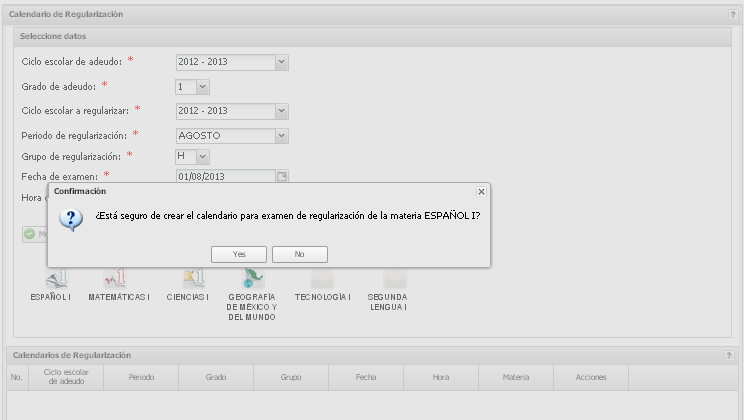 Calendario de Regularización ?
Seleccione datos
Ciclo escolar de adeudo: * 2012 - 2013
Grado de adeudo: * 1
Ciclo escolar a regularizar: * 2012 - 2013
Periodo de regularización: * AGOSTO
Grupo de regularización: * H
Fecha de examen: * 01/08/2013
Hora
Confirmación
¿Está seguro de crear el calendario para examen de regularización de la materia ESPAÑOL I?
Yes No
ESPAÑOL I MATEMÁTICAS I CIENCIAS I GEOGRAFÍA TECNOLOGÍA I SEGUNDA
DE MÉXICO Y LENGUA I
DEL MUNDO
Calendarios de Regularización ?
No. Ciclo escolar Periodo Grado Grupo Fecha Hora Materia Acciones
de adeudo